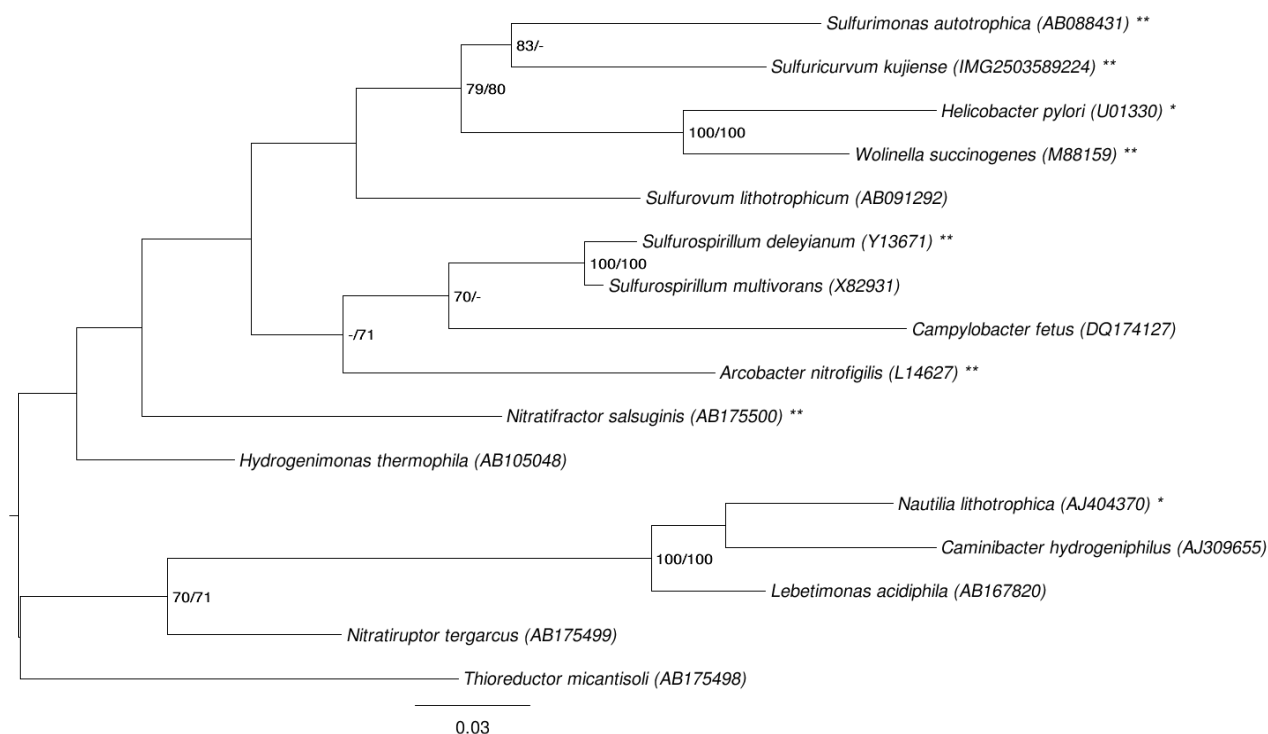 Sulfurimonas autotrophica (AB088431) **
83/-
Sulfuricurvum kujiense (IMG2503589224) **
79/80
Helicobacter pylori (U01330) *
100/100
Wolinella succinogenes (M88159) **
Sulfurovum lithotrophicum (AB091292)
Sulfurospirillum deleyianum (Y13671) **
100/100
Sulfurospirillum multivorans (X82931)
70/-
Campylobacter fetus (DQ174127)
-/71
Arcobacter nitrofigilis (L14627) **
Nitratifractor salsuginis (AB175500) **
Hydrogenimonas thermophila (AB105048)
Nautilia lithotrophica (AJ404370) *
Caminibacter hydrogeniphilus (AJ309655)
100/100
Lebetimonas acidiphila (AB167820)
70/71
Nitratiruptor tergarcus (AB175499)
Thioreductor micantisoli (AB175498)
0.03